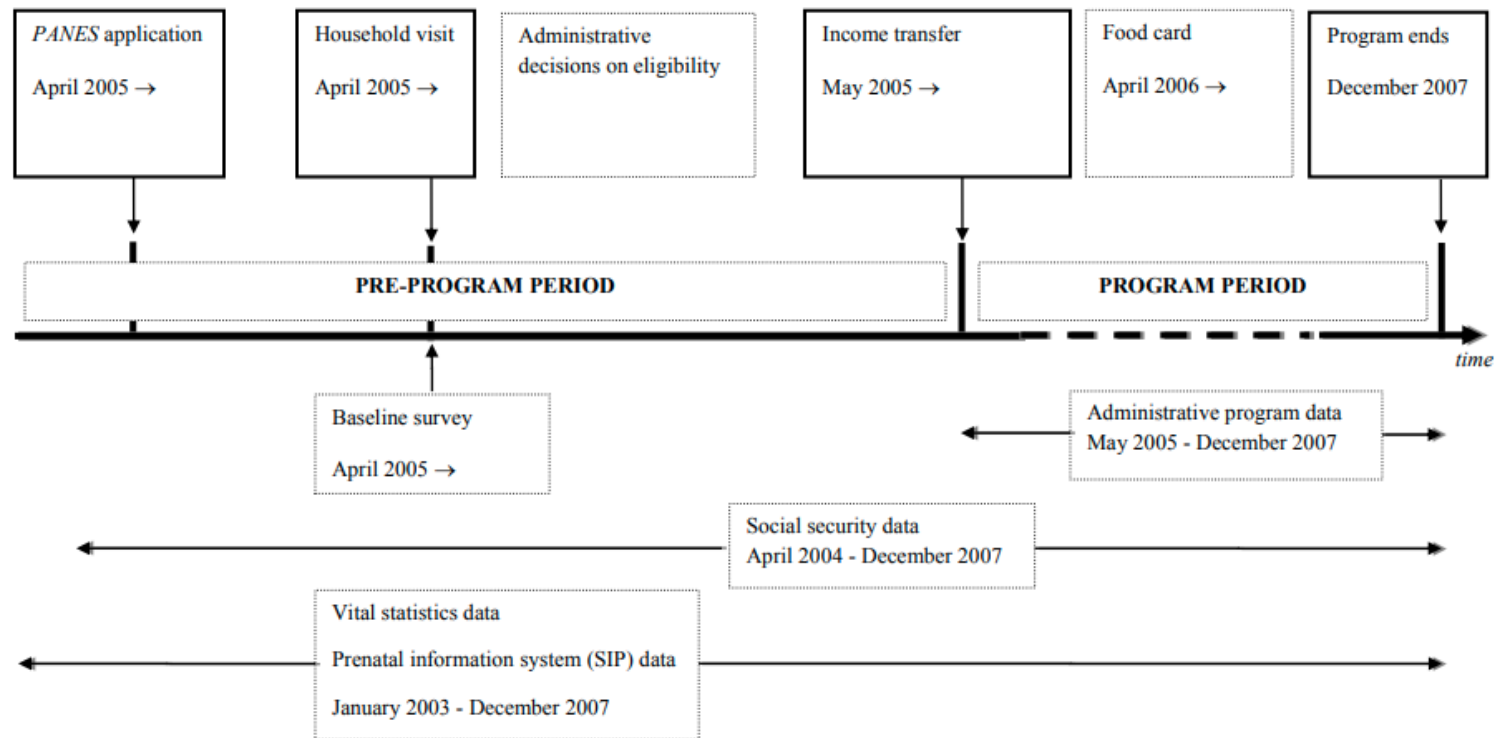 PANES application
April 2005 →
Household visit
April 2005 →
Administrative
decisions on eligibility
Income transfer
May 2005 →
Food card
April 2006 →
Program ends
December 2007
PRE-PROGRAM PERIOD
PROGRAM PERIOD
time
Baseline survey
April 2005 →
Administrative program data
May 2005 - December 2007
Social security data
April 2004 - December 2007
Vital statistics data
Prenatal information system (SIP) data
January 2003 - December 2007